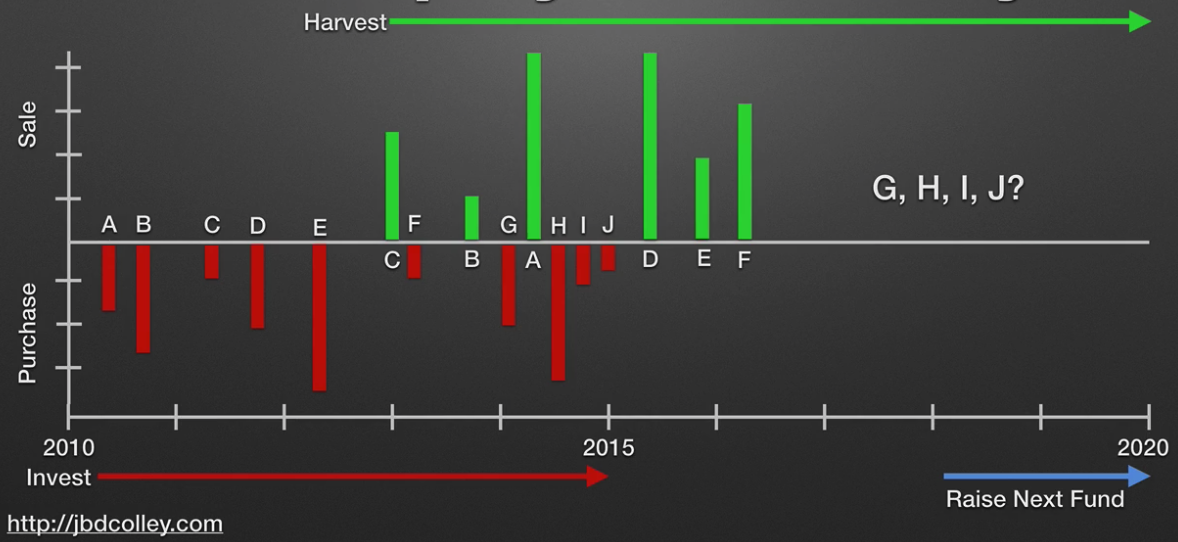 Harvest
Sale
A B C D E F G H I J
G, H, I, J?
C B A D E F
Purchase
2010 2015 2020
Invest
Raise Next Fund
http://jbdcolley.com